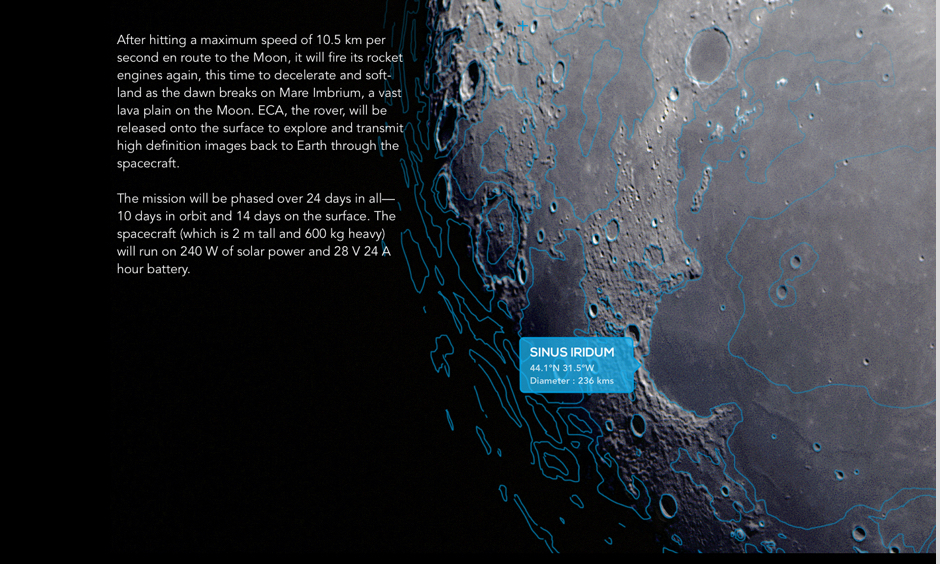 After hitting a maximum speed of 10.5 km per
second en route to the Moon, it will fire its rocket
engines again, this time to decelerate and soft-
land as the dawn breaks on Mare Imbrium, a vast
lava plain on the Moon. ECA, the rover, will be
released onto the surface to explore and transmit
high definition images back to Earth through the
spacecraft.
The mission will be phased over 24 days in all—
10 days in orbit and 14 days on the surface. The
spacecraft (which is 2 m tall and 600 kg heavy)
will run on 240 W of solar power and 28 V 24 A
hour battery.
SINUS IRIDUM
44.1°N 31.5°W
Diameter : 236 kms